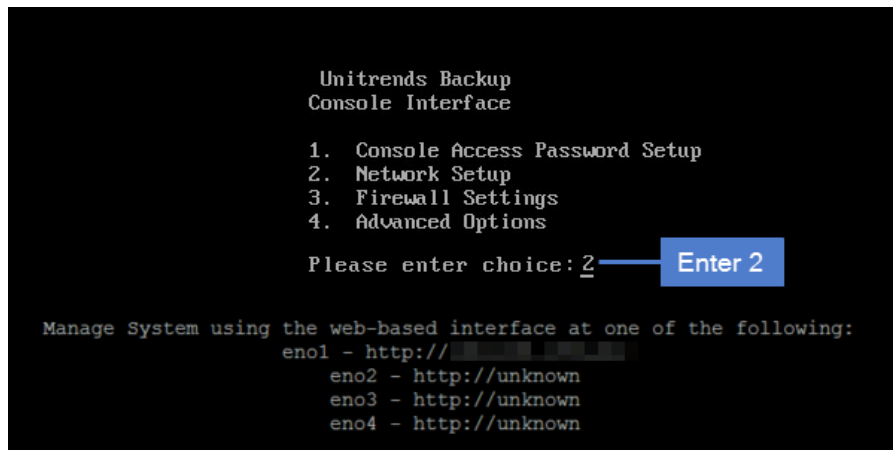 Unitrends Backup
Console Interface
1. Console Access Password Setup
2. Network Setup
3. Firewall Settings
4. Advanced Options
Please enter choice:2
Enter 2
Manage System using the web-based interface at one of the following:
eno1 - http://
eno2 - http://unknown
eno3 - http://unknown
eno4 - http://unknown